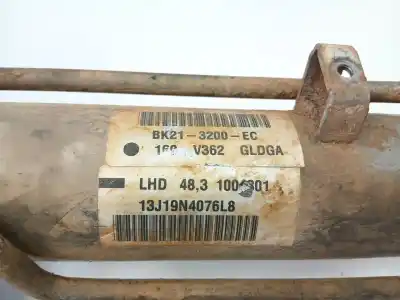 BK21-3200-EC
V362 GLDGA
LHD 48,3
13J19N4076L8